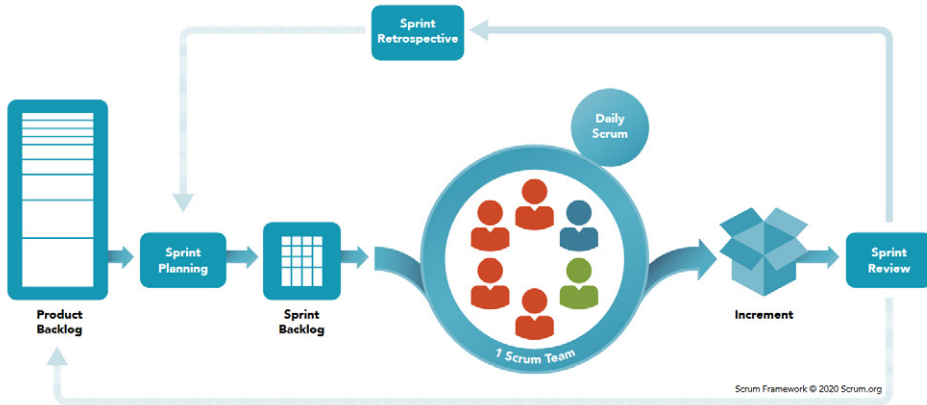 Sprint
Retrospective
Daily
Scrum
Sprint
Planning
Sprint
Review
Product
Backlog
Sprint
Backlog
1 Scrum Team
Increment
Scrum Framework © 2020 Scrum.org